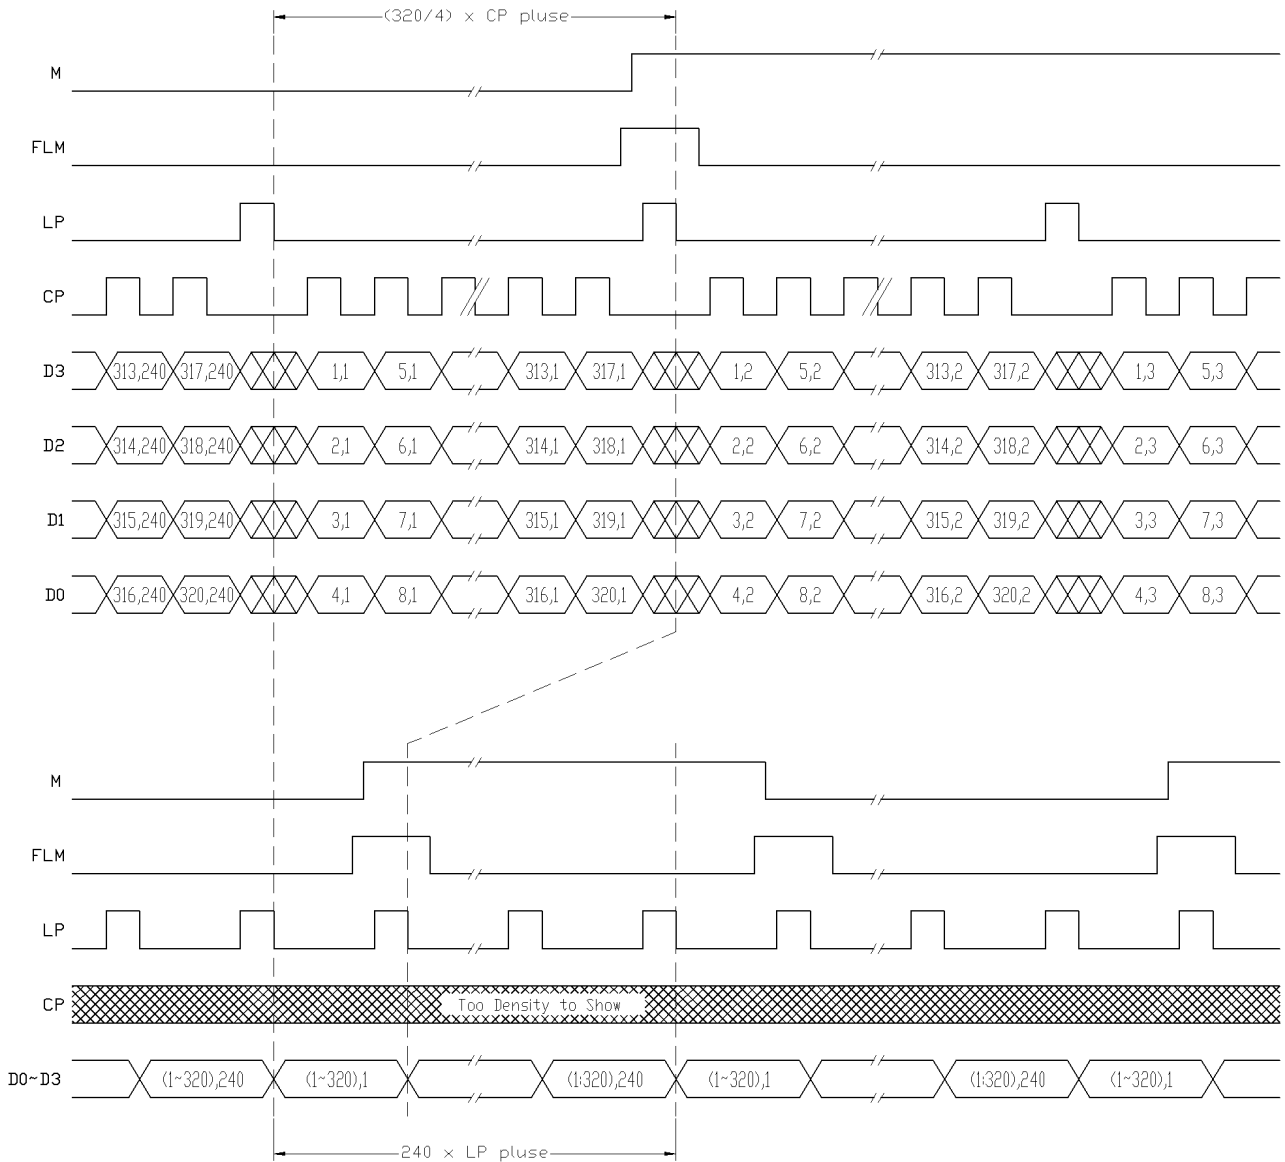 (320/4) x CP pluse
M
FLM
LP
CP
D3 313,240 317,240 1,1 5,1 313,1 317,1 1,2 5,2 313,2 317,2 1,3 5,3
D2 314,240 318,240 2,1 6,1 314,1 318,1 2,2 6,2 314,2 318,2 2,3 6,3
D1 315,240 319,240 3,1 7,1 315,1 319,1 3,2 7,2 315,2 319,2 3,3 7,3
D0 316,240 320,240 4,1 8,1 316,1 320,1 4,2 8,2 316,2 320,2 4,3 8,3
M
FLM
LP
CP Too Density to Show
D0~D3 (1~320),240 (1~320),1 (1:320),240 (1~320),1 (1:320),240 (1~320),1
240 x LP pluse